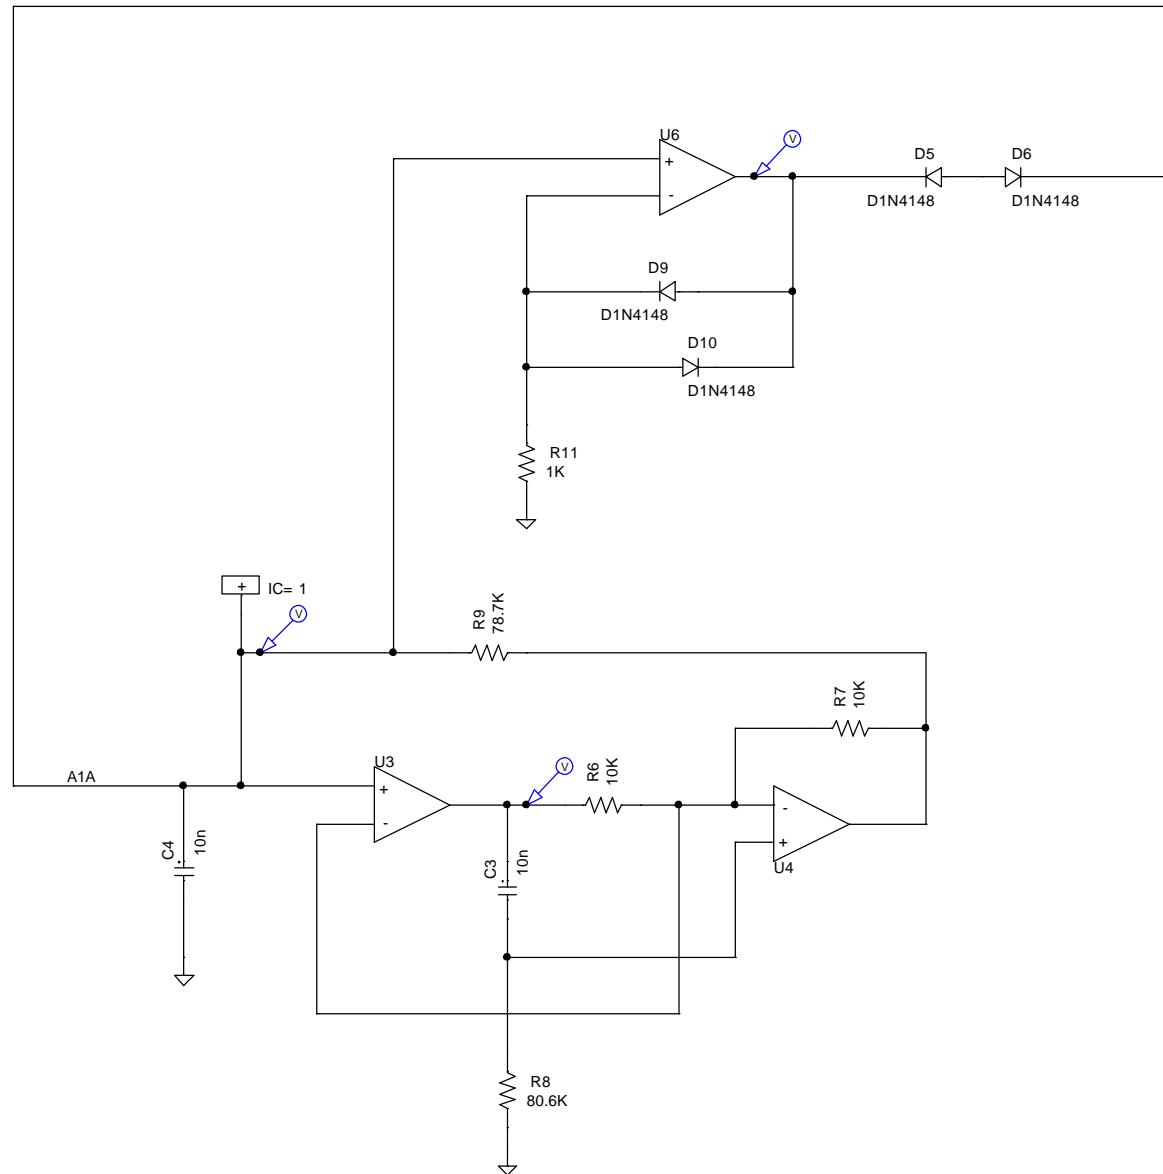 U6
V
+
-
D5
D6
D1N4148
D1N4148
D9
D1N4148
D10
D1N4148
R11
1K
+
IC= 1
V
R9
78.7K
R7
10K
A1A
U3
+
-
V
R6
10K
-
+
U4
C4
10n
C3
10n
R8
80.6K